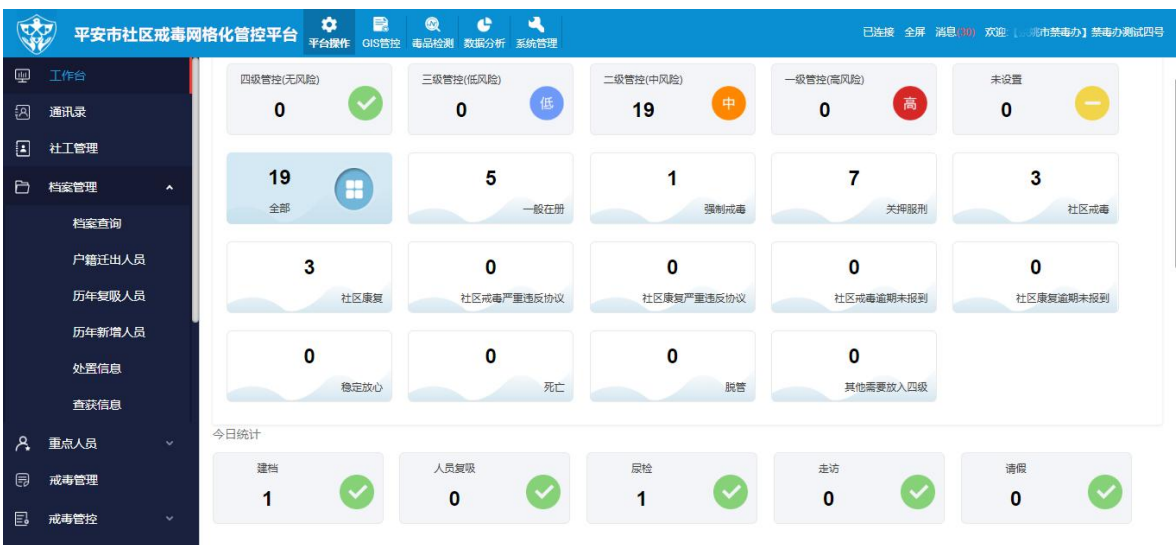 平安市社区戒毒网格化管控平台
平台操作 GIS管控 毒品检测 数据分析 系统管理
已连接 全屏 消息(30) 欢迎 市禁毒办】禁毒办测试四号
工作台
通讯录
社工管理
档案管理
档案查询
户籍迁出人员
历年复吸人员
历年新增人员
处置信息
查获信息
重点人员
戒毒管理
戒毒管控
四级管控(无风险) 三级管控(低风险) 二级管控(中风险) 一级管控(高风险) 未设置
0 0 低 19 中 0 高 0
19 5 1 7 3
全部 一般在册 强制戒毒 关押服刑 社区戒毒
3 0 0 0 0
社区康复 社区戒毒严重违反协议 社区康复严重违反协议 社区戒毒逾期未报到 社区康复逾期未报到
0 0 0 0
稳定放心 死亡 脱管 其他需要放入四级
今日统计
建档 人员复吸 尿检 走访 请假
1 0 1 0 0